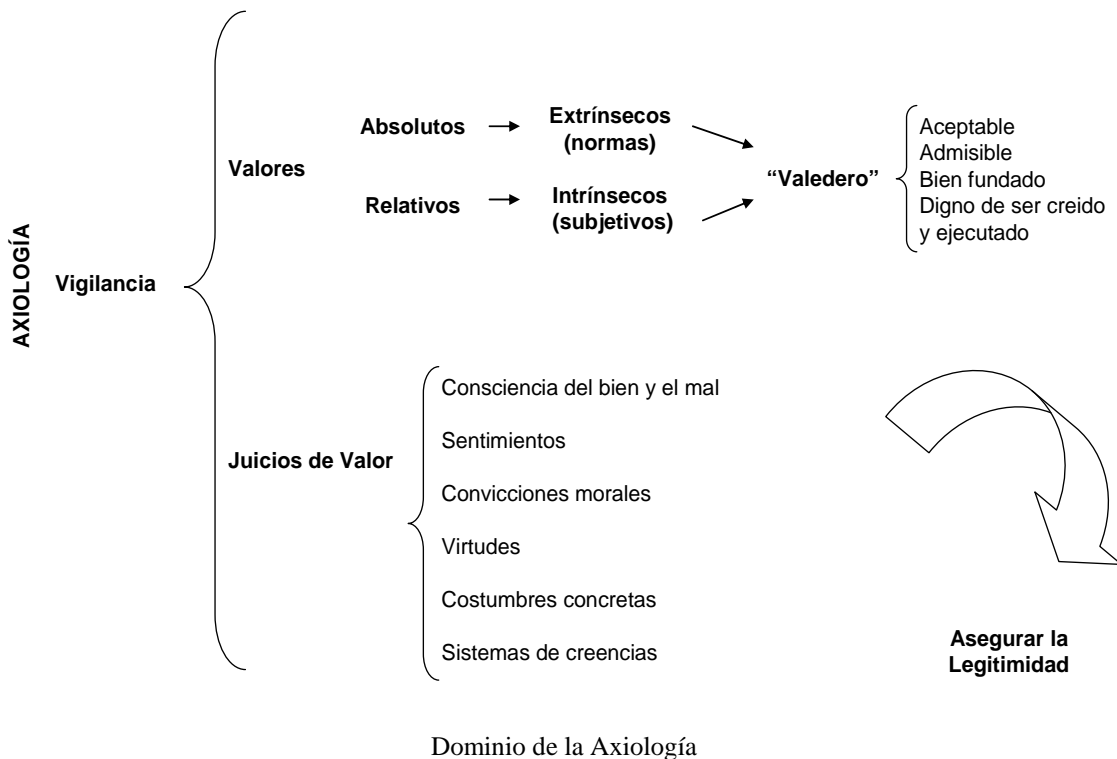 AXIOLOGÍA
Vigilancia
Valores
Absolutos
Extrínsecos
(normas)
Relativos
Intrínsecos
(subjetivos)
“Valedero”
Aceptable
Admisible
Bien fundado
Digno de ser creido
y ejecutado
Juicios de Valor
Consciencia del bien y el mal
Sentimientos
Convicciones morales
Virtudes
Costumbres concretas
Sistemas de creencias
Asegurar la
Legitimidad
Dominio de la Axiología